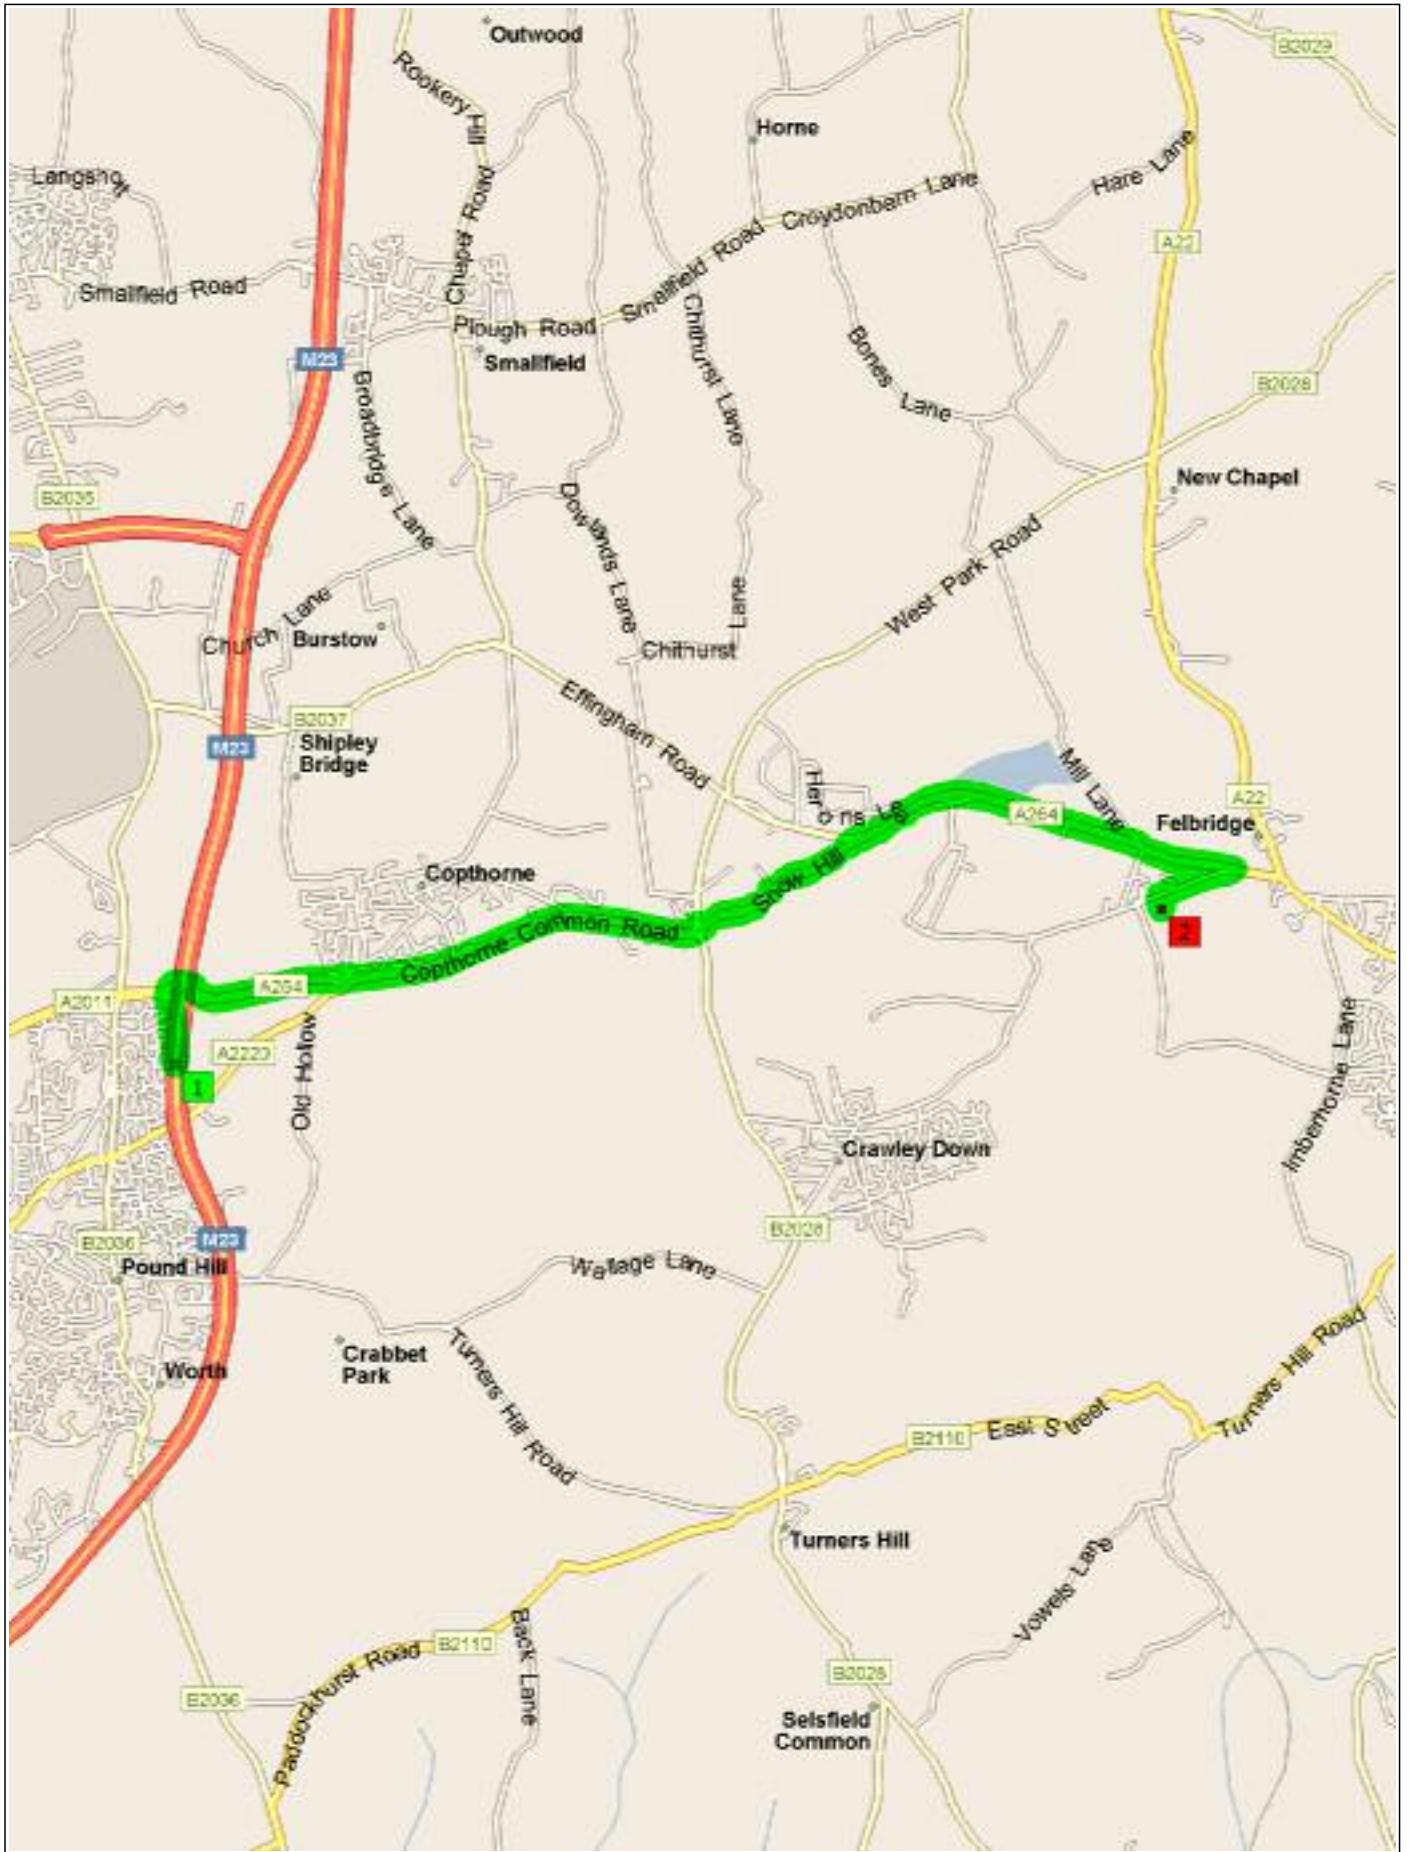 Outwood
B2029
Rookery Hill
Horne
Langshott
Hare Lane
Chapel Road
Croydonbarn Lane
A22
Smallfield Road
Smallfield Road
Plough Road
Chithurst Lane
M23
Smallfield
Bones Lane
B2028
Broadbridge Lane
New Chapel
B2035
Dowlands Lane
West Park Road
Church Lane
Burstow
Chithurst Lane
Effingham Road
B2037
M23
Shipley
Bridge
Mill Lane
Herons Lea
A22
A264
Felbridge
Copthorne
Snow Hill
Copthorne Common Road
2
A264
A2011
Old Hollow
A2220
1
Imberhorne Lane
Crawley Down
B2028
B2036
M23
Pound Hill
Wallage Lane
Crabbet
Park
Worth
Turners Hill Road
Turners Hill Road
East Street
B2110
Turners Hill
Vowels Lane
Back Lane
B2110
Paddockhurst Road
B2028
B2036
Selsfield
Common